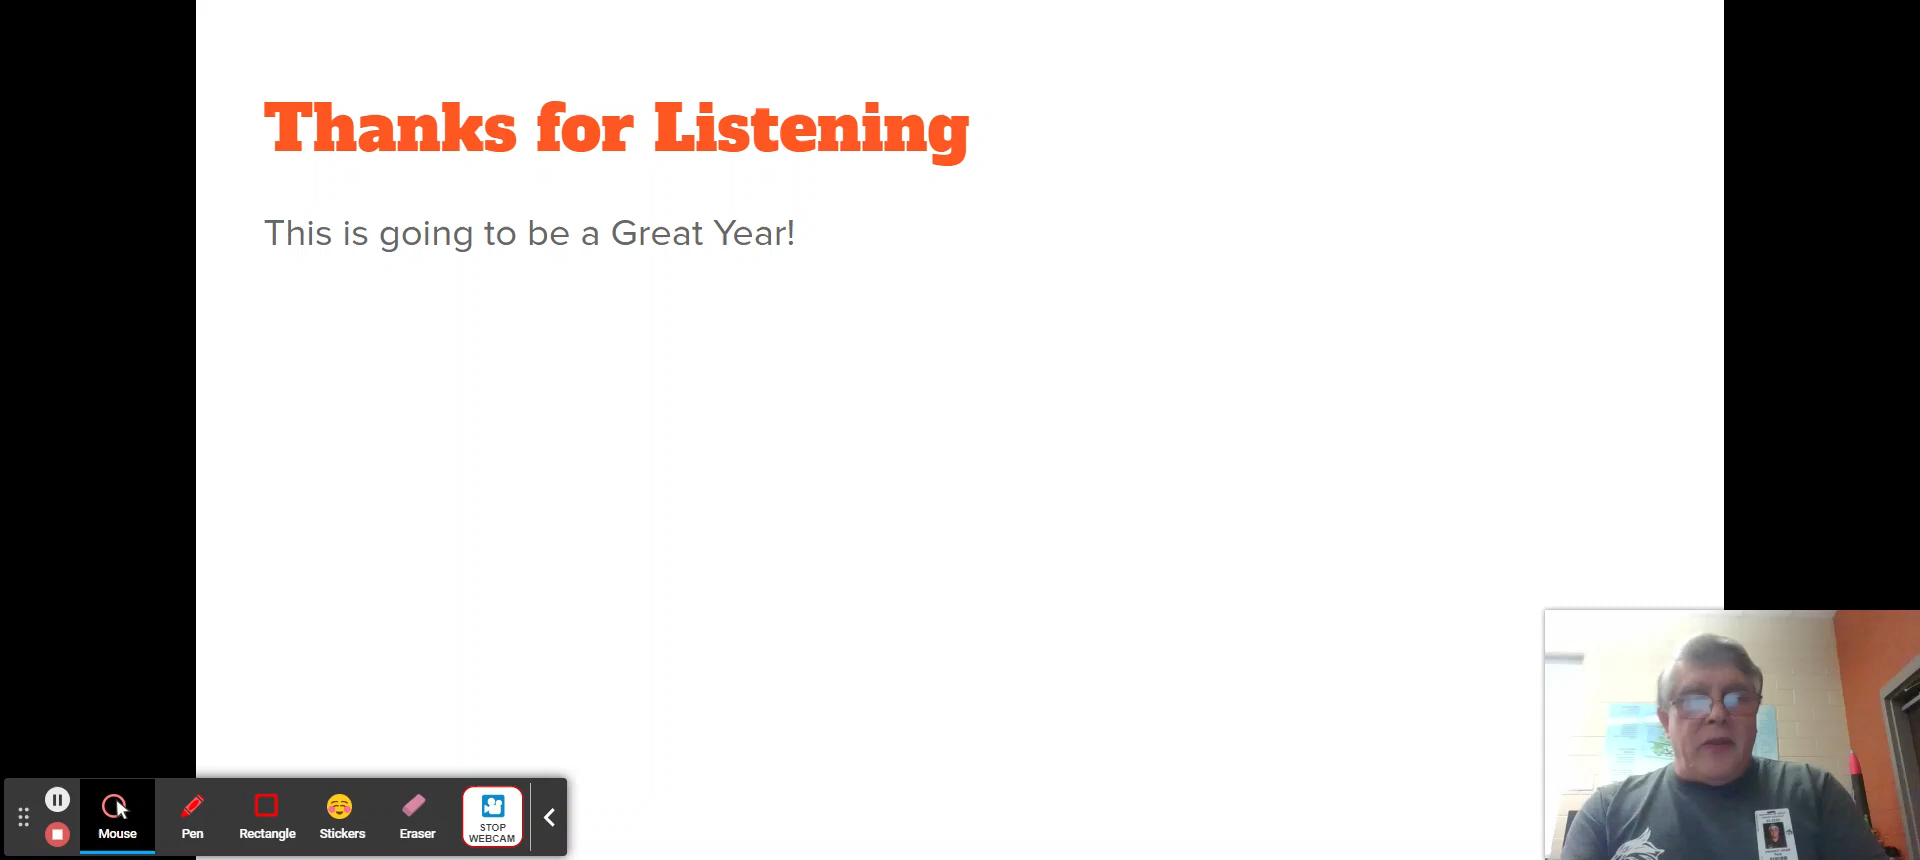 Thanks for Listening
This is going to be a Great Year!
Mouse
Pen
Rectangle
Stickers
Eraser
STOP
WEBCAM